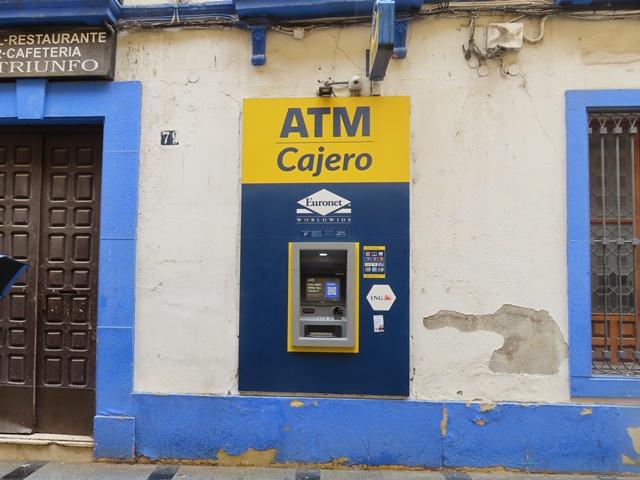 L-RESTAURANTE
R-CAFETERIA
TRIUNFO
79
ATM
Cajero
Euronet
WORLDWIDE
ING